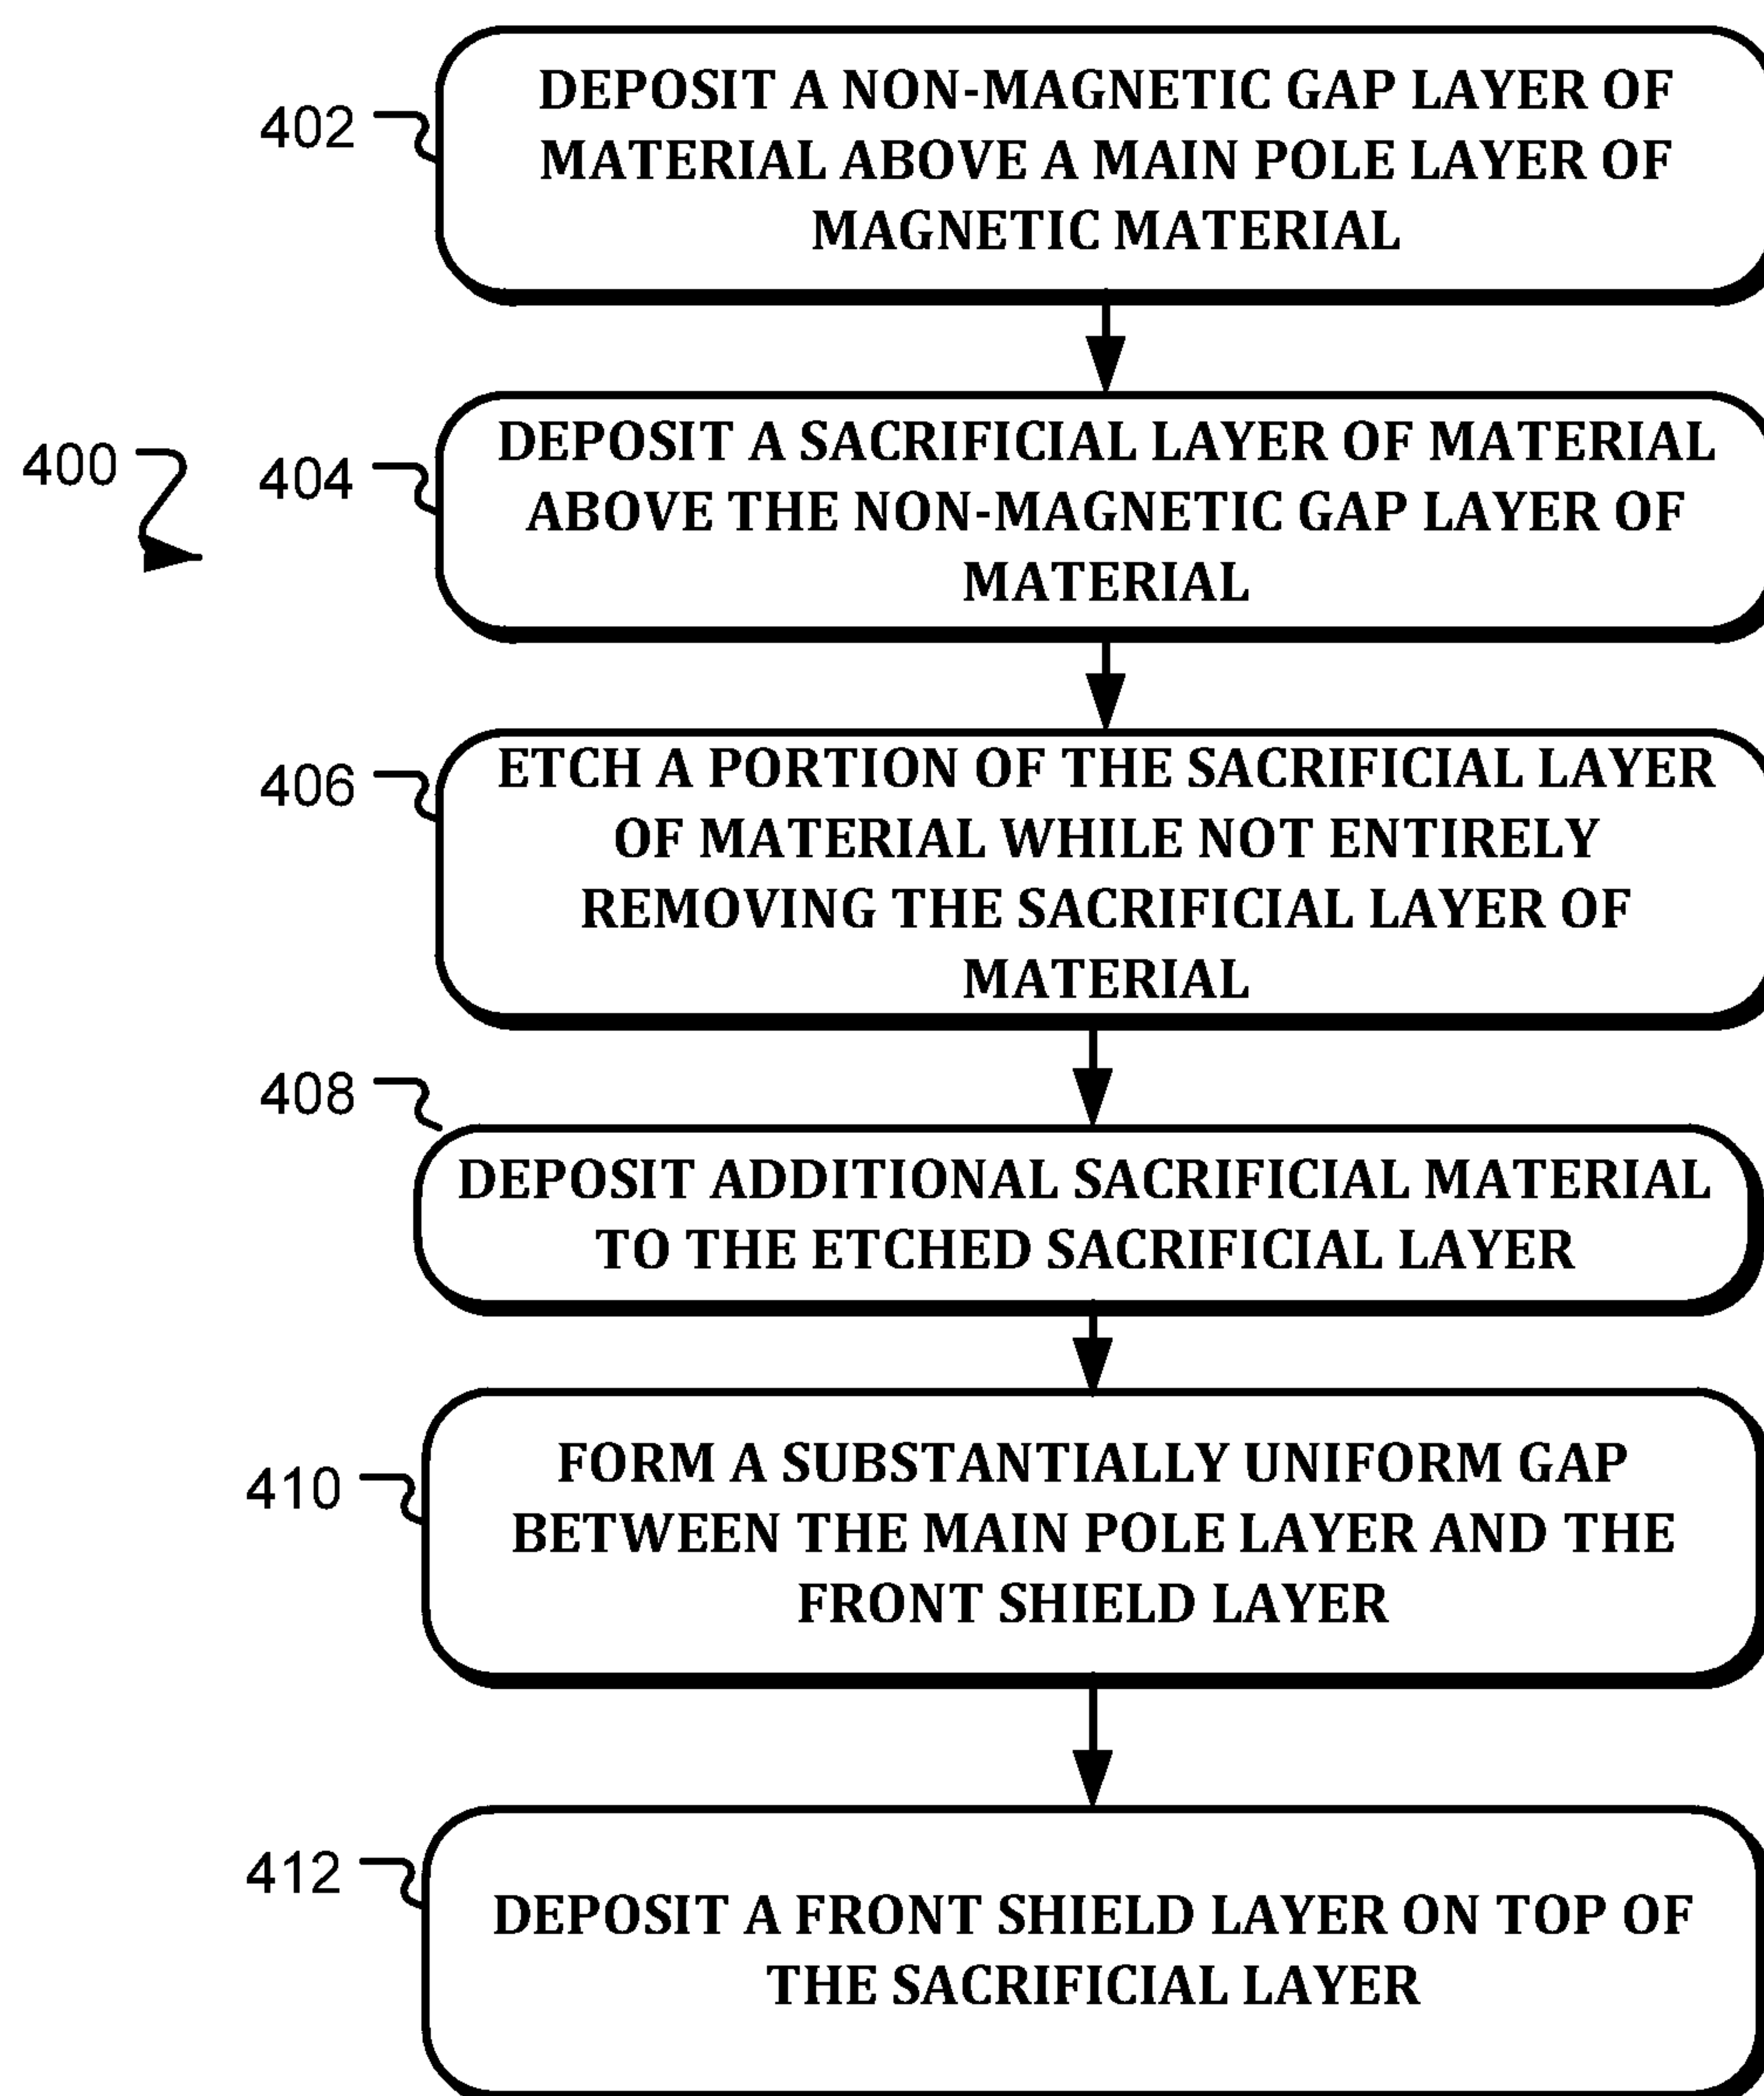 402
DEPOSIT A NON-MAGNETIC GAP LAYER OF
MATERIAL ABOVE A MAIN POLE LAYER OF
MAGNETIC MATERIAL
400
404
DEPOSIT A SACRIFICIAL LAYER OF MATERIAL
ABOVE THE NON-MAGNETIC GAP LAYER OF
MATERIAL
406
ETCH A PORTION OF THE SACRIFICIAL LAYER
OF MATERIAL WHILE NOT ENTIRELY
REMOVING THE SACRIFICIAL LAYER OF
MATERIAL
408
DEPOSIT ADDITIONAL SACRIFICIAL MATERIAL
TO THE ETCHED SACRIFICIAL LAYER
410
FORM A SUBSTANTIALLY UNIFORM GAP
BETWEEN THE MAIN POLE LAYER AND THE
FRONT SHIELD LAYER
412
DEPOSIT A FRONT SHIELD LAYER ON TOP OF
THE SACRIFICIAL LAYER